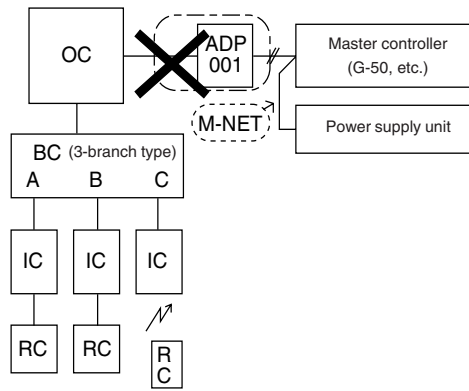 OC
ADP
001
Master controller
(G-50, etc.)
M-NET
Power supply unit
BC (3-branch type)
A B C
IC IC IC
RC RC R
C